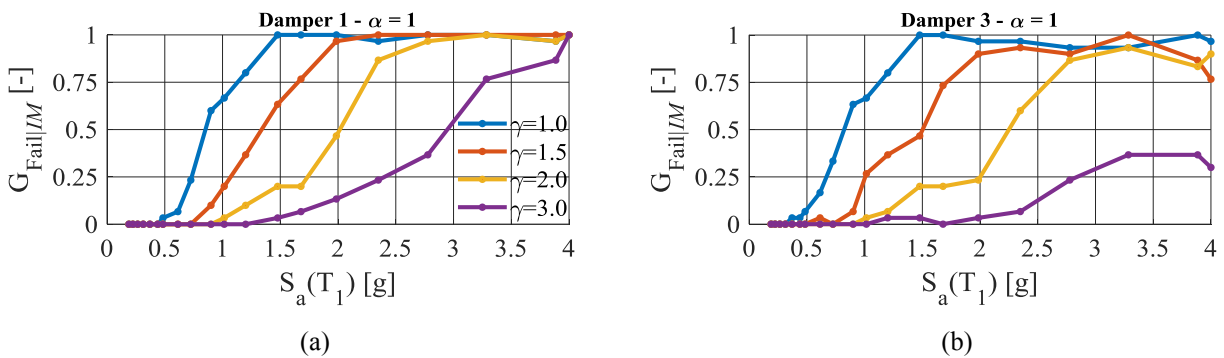 Damper 1 - α = 1
G_Fail|IM [-]
1
0.75
0.5
0.25
0
γ=1.0
γ=1.5
γ=2.0
γ=3.0
0 0.5 1 1.5 2 2.5 3 3.5 4
S_a(T_1) [g]
(a)
Damper 3 - α = 1
G_Fail|IM [-]
1
0.75
0.5
0.25
0
0 0.5 1 1.5 2 2.5 3 3.5 4
S_a(T_1) [g]
(b)